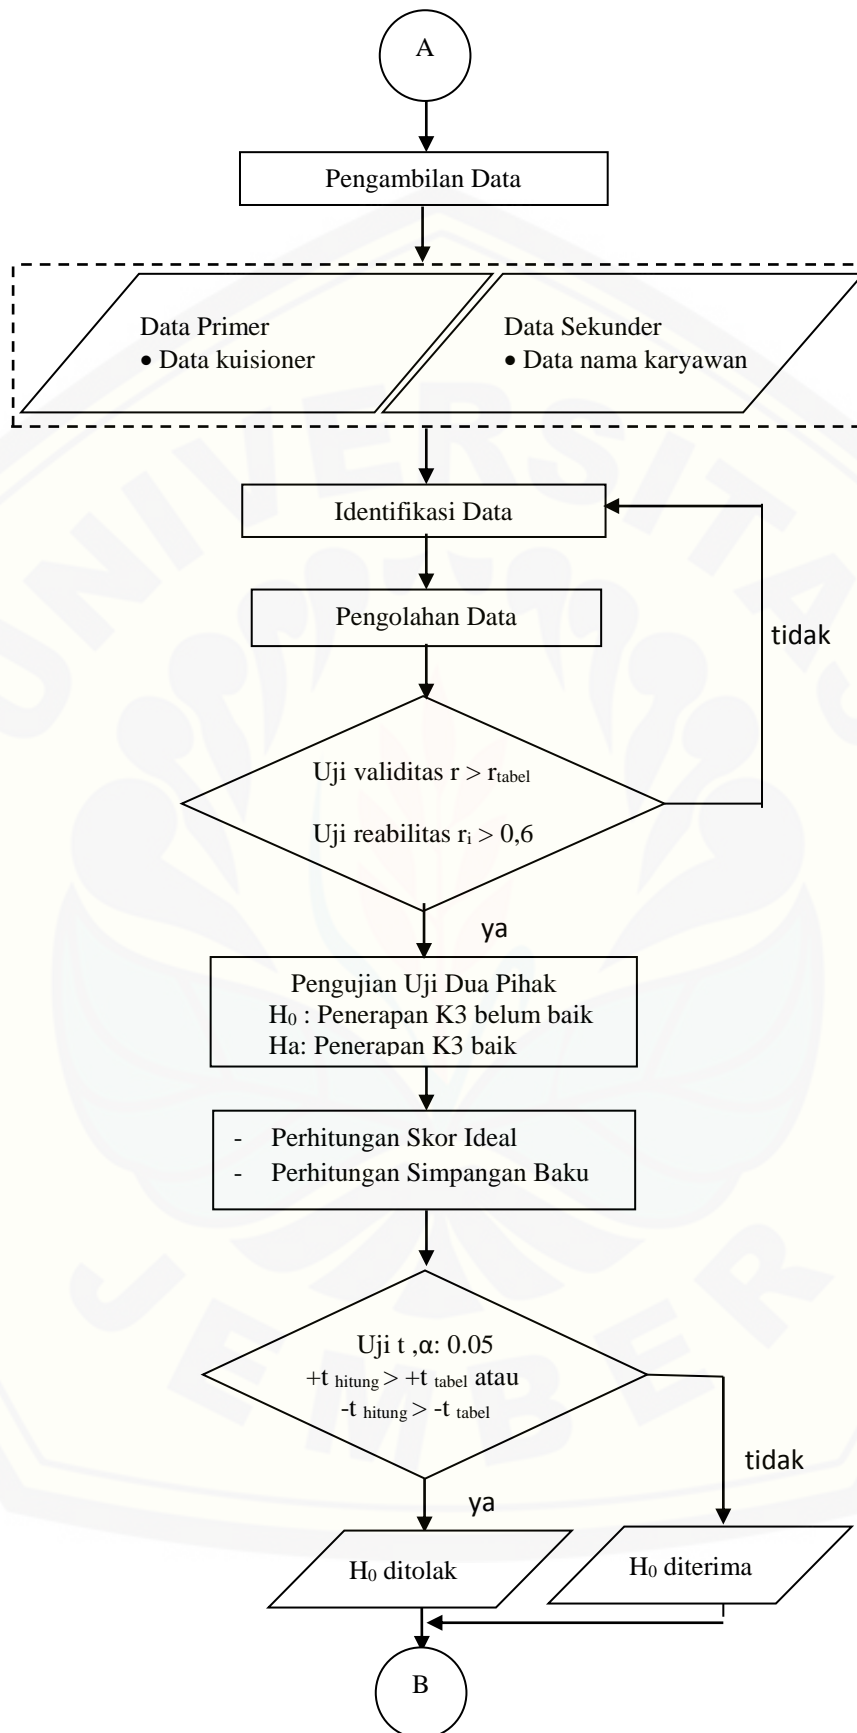 A
Pengambilan Data
Data Primer
• Data kuisioner
Data Sekunder
• Data nama karyawan
Identifikasi Data
Pengolahan Data
tidak
Uji validitas r > rtabel
Uji reabilitas ri > 0,6
ya
Pengujian Uji Dua Pihak
H0 : Penerapan K3 belum baik
Ha: Penerapan K3 baik
- Perhitungan Skor Ideal
- Perhitungan Simpangan Baku
Uji t ,α: 0.05
+t hitung > +t tabel atau
-t hitung > -t tabel
tidak
ya
H0 ditolak
H0 diterima
B
UNIVERSITAS
JEMBER